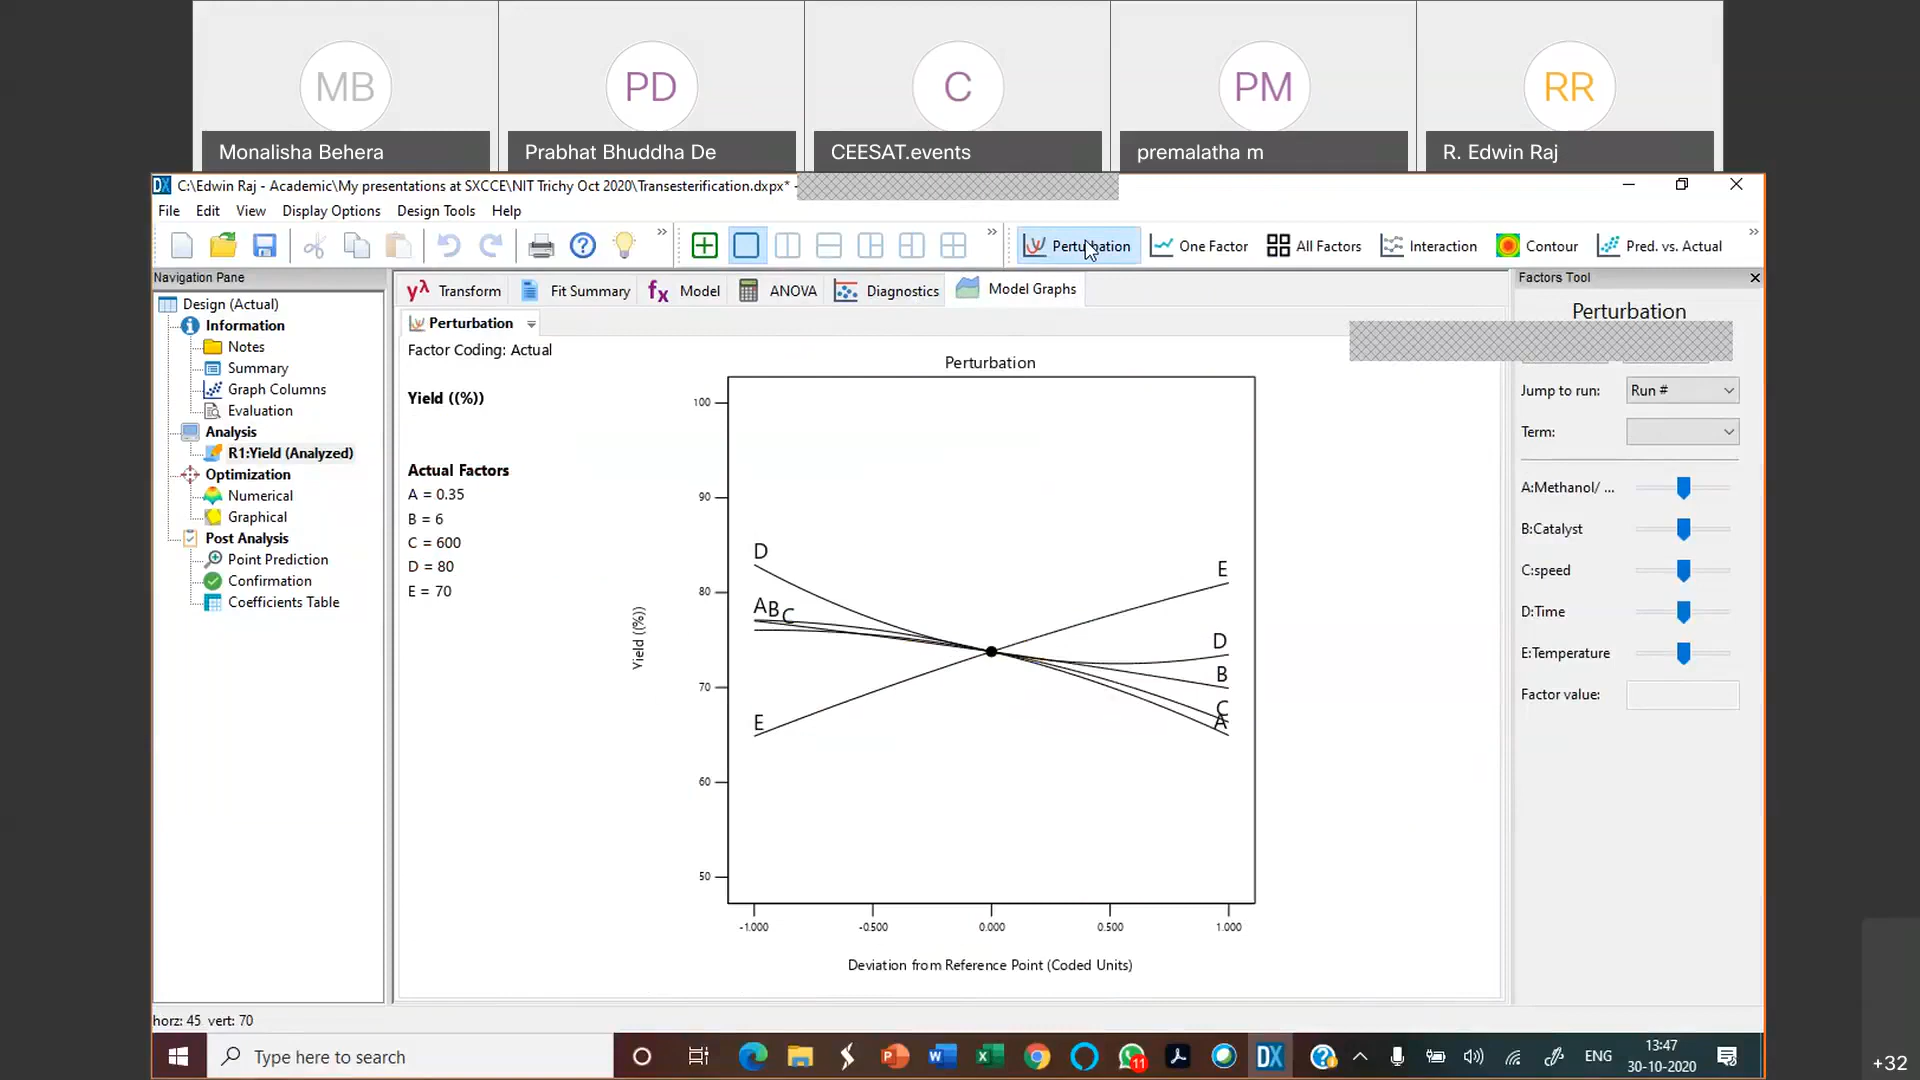 MB
PD
C
PM
RR
Monalisha Behera
Prabhat Bhuddha De
CEESAT.events
premalatha m
R. Edwin Raj
DX C:\Edwin Raj - Academic\My presentations at SXCCE\NIT Trichy Oct 2020\Transesterification.dxpx* -
File Edit View Display Options Design Tools Help
Perturbation One Factor All Factors Interaction Contour Pred. vs. Actual
Navigation Pane
Design (Actual)
Information
Notes
Summary
Graph Columns
Evaluation
Analysis
R1:Yield (Analyzed)
Optimization
Numerical
Graphical
Post Analysis
Point Prediction
Confirmation
Coefficients Table
yλ Transform Fit Summary fx Model ANOVA Diagnostics Model Graphs
Perturbation
Factor Coding: Actual
Yield ((%))
Actual Factors
A = 0.35
B = 6
C = 600
D = 80
E = 70
Perturbation
100
90
80
70
60
50
Yield ((%))
D
A B C
E
E
D
B
C
A
-1.000 -0.500 0.000 0.500 1.000
Deviation from Reference Point (Coded Units)
Factors Tool
Perturbation
Jump to run: Run #
Term:
A:Methanol/ ...
B:Catalyst
C:speed
D:Time
E:Temperature
Factor value:
horz: 45 vert: 70
Type here to search
11
DX
ENG
13:47
30-10-2020
+32